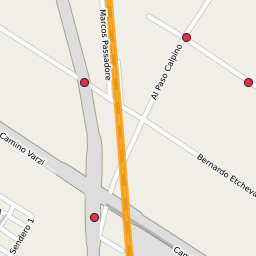 Marcos Passadore
Al Paso Calpino
Camino Varzi
Bernardo Etcheva
Sendero 1
Cam